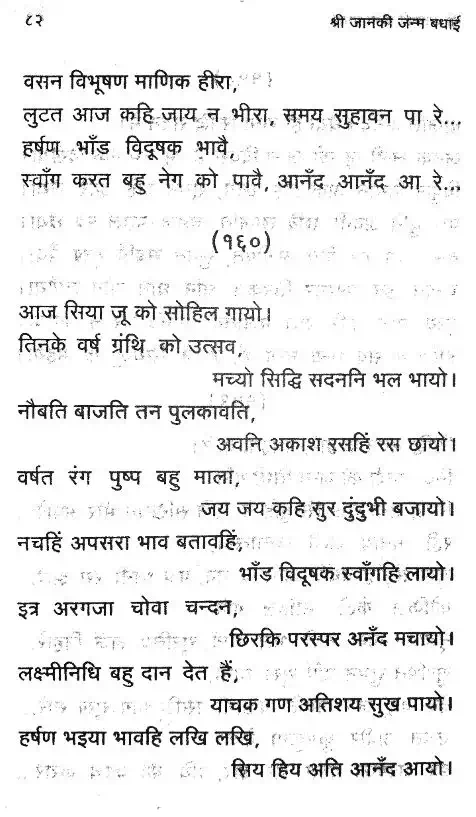 ८२
श्री जानकी जन्म बधाई
वसन विभूषण माणिक हीरा,
लुटत आज कहि जाय न भीरा, समय सुहावन पा रे...
हर्षण भाँड विदूषक भावै,
स्वाँग करत बहु नेग को पावै, आनँद आनँद आ रे...
(१६०)
आज सिया जू को सोहिल गायो।
तिनके वर्ष ग्रंथि को उत्सव,
मच्यो सिद्धि सदननि भल भायो।
नौबति बाजति तन पुलकावति,
अवनि अकाश रसहिं रस छायो।
वर्षत रंग पुष्प बहु माला,
जय जय कहि सुर दुंदुभी बजायो।
नचहिं अपसरा भाव बतावहिं,
भाँड विदूषक स्वाँगहि लायो।
इत्र अरगजा चोवा चन्दन,
छिरकि परस्पर अनँद मचायो।
लक्ष्मीनिधि बहु दान देत हैं,
याचक गण अतिशय सुख पायो।
हर्षण भइया भावहि लखि लखि,
सिय हिय अति आनँद आयो।